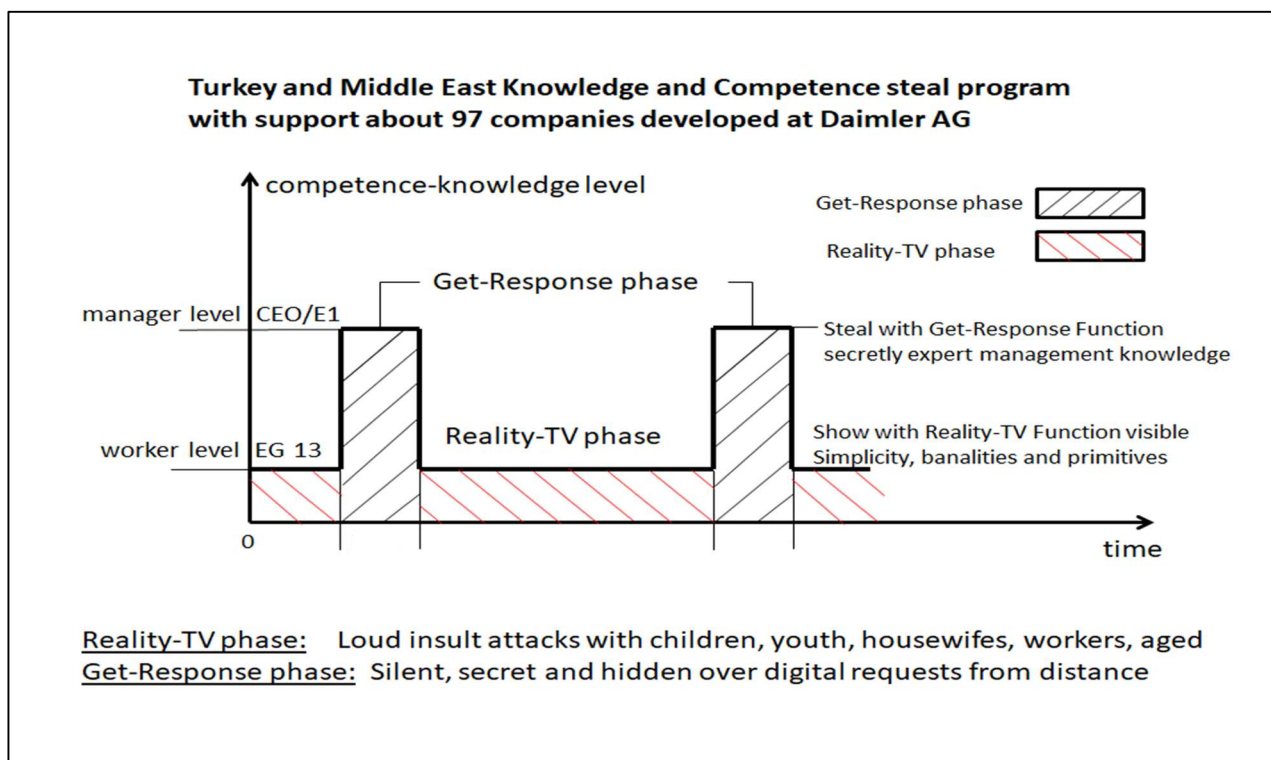 Turkey and Middle East Knowledge and Competence steal program
with support about 97 companies developed at Daimler AG
competence-knowledge level
Get-Response phase
Reality-TV phase
Get-Response phase
manager level CEO/E1
Steal with Get-Response Function
secretly expert management knowledge
Reality-TV phase
worker level EG 13
Show with Reality-TV Function visible
Simplicity, banalities and primitives
0
time
Reality-TV phase: Loud insult attacks with children, youth, housewifes, workers, aged
Get-Response phase: Silent, secret and hidden over digital requests from distance